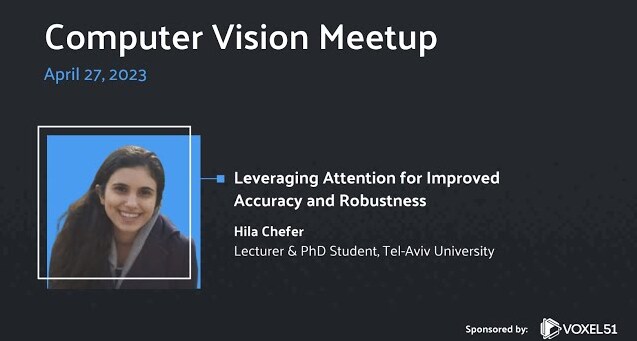 Computer Vision Meetup
April 27, 2023
Leveraging Attention for Improved
Accuracy and Robustness
Hila Chefer
Lecturer & PhD Student, Tel-Aviv University
Sponsored by: VOXEL51